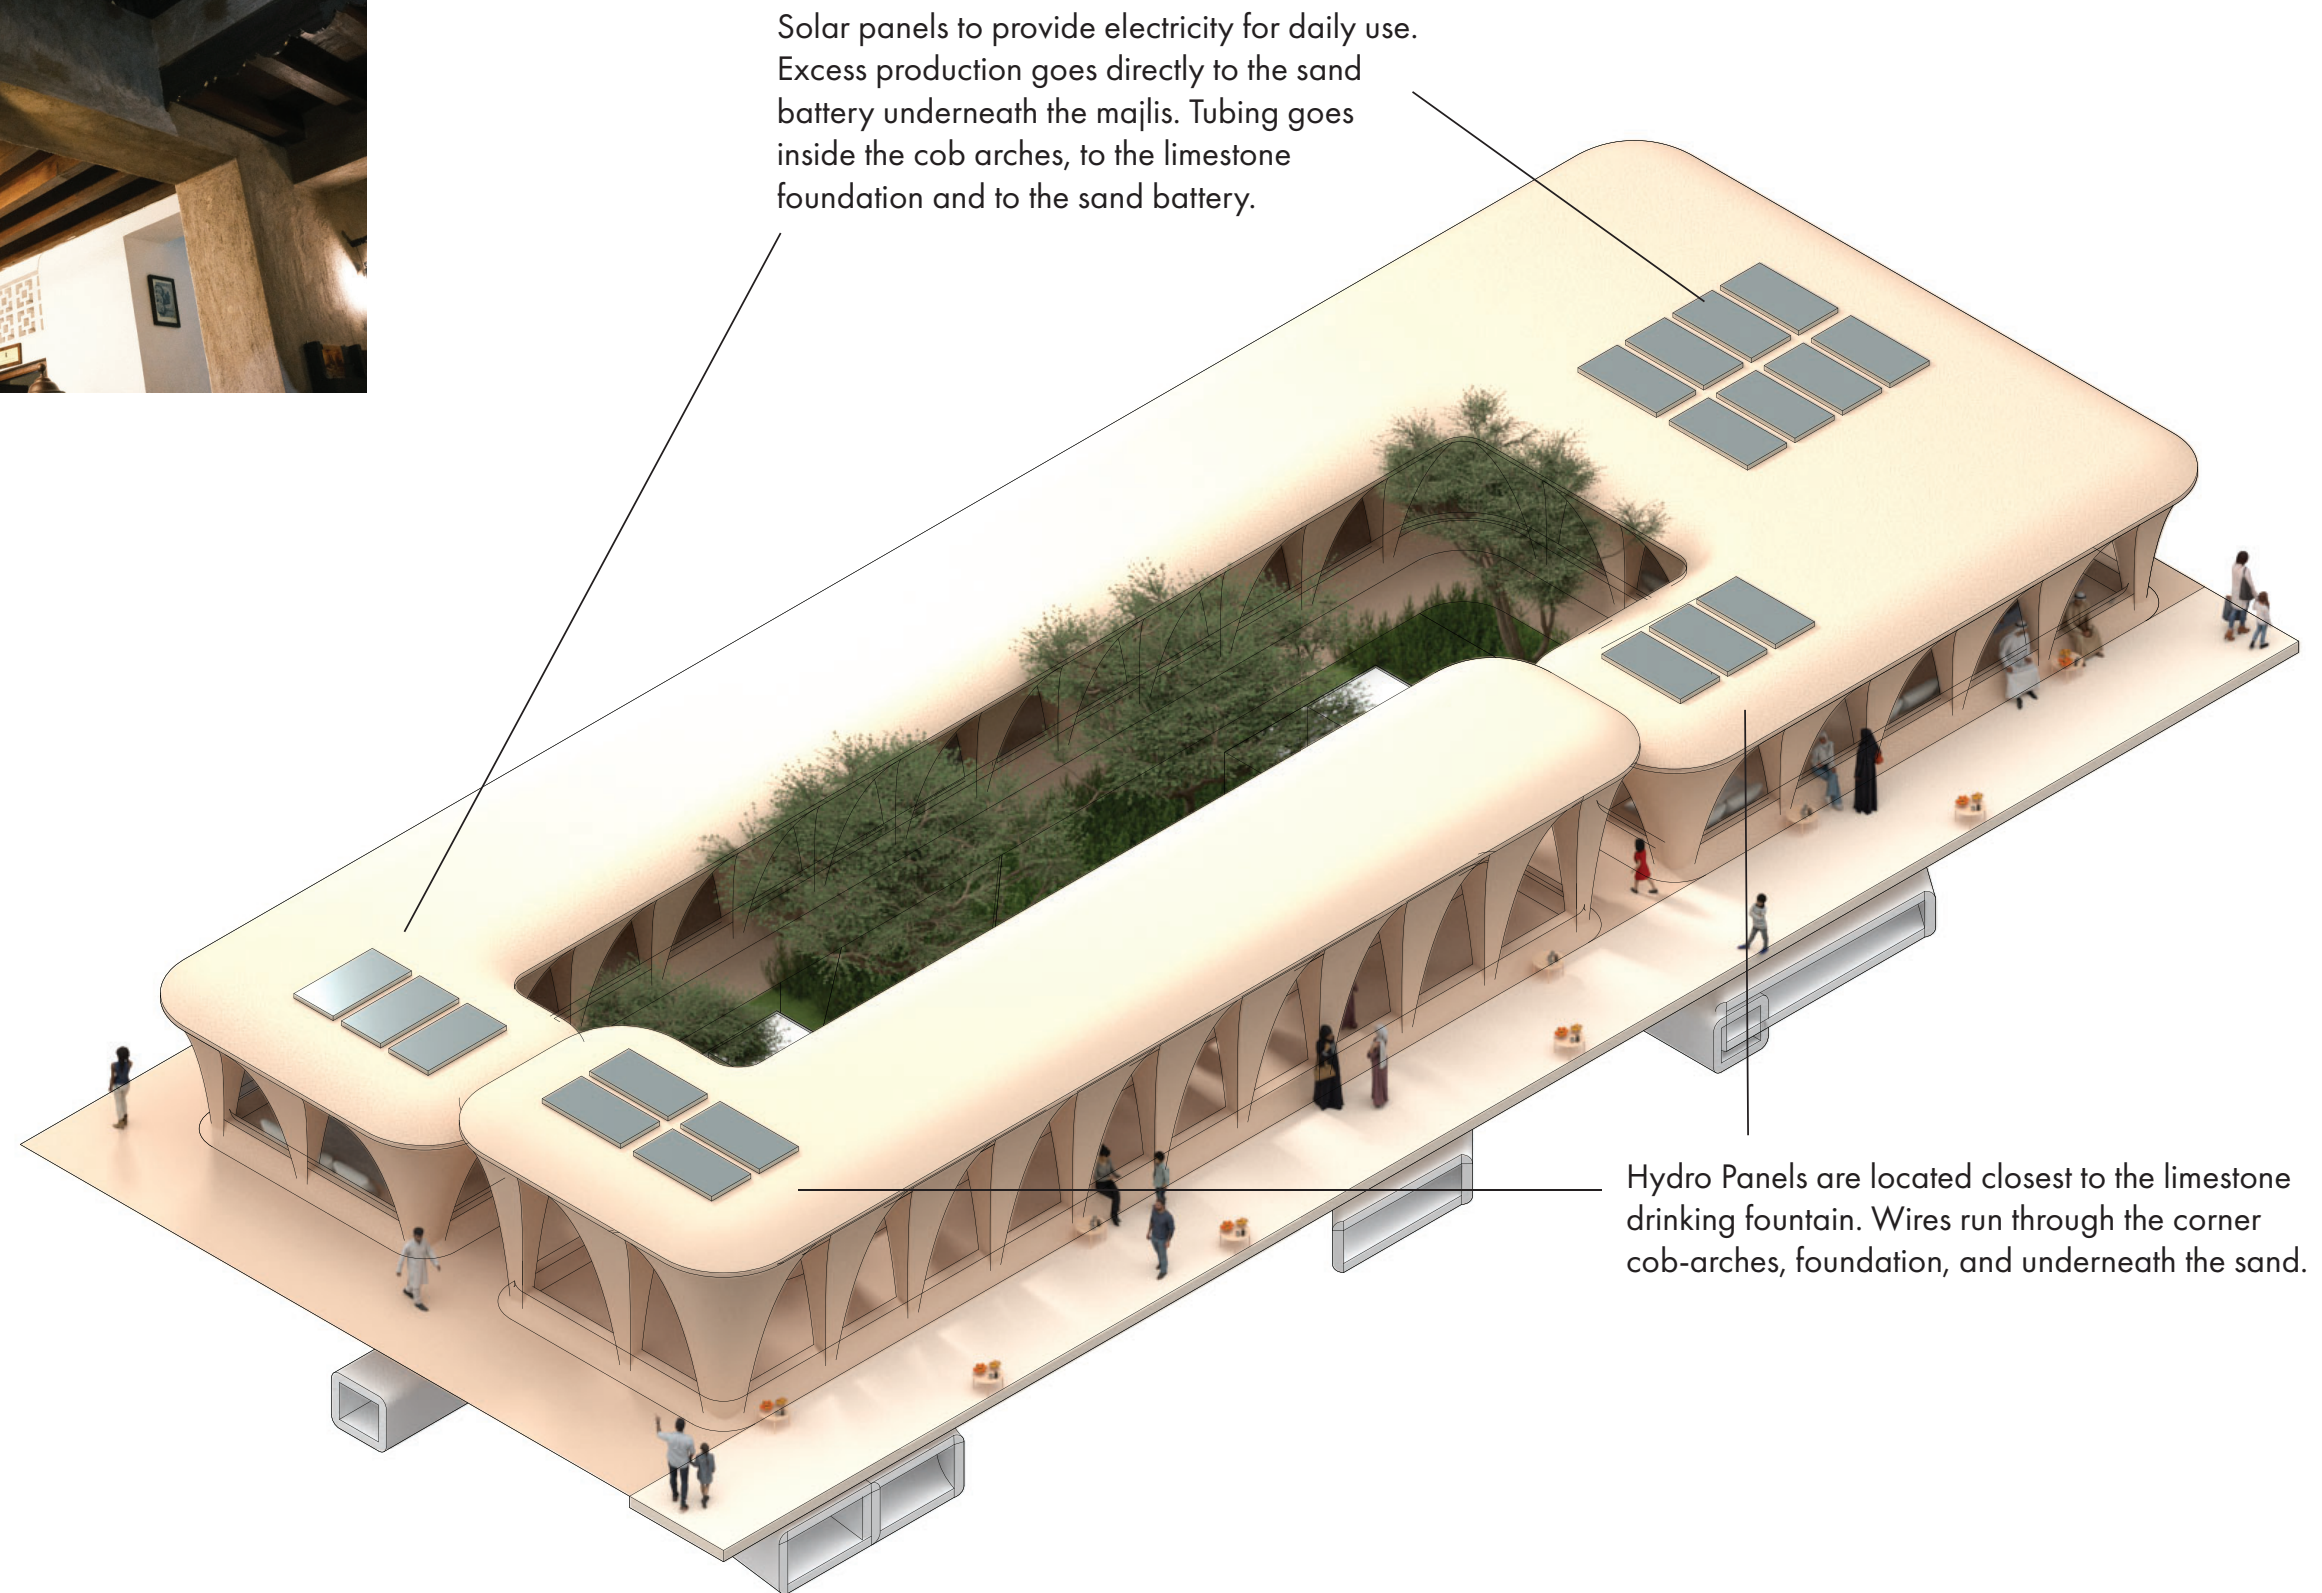 Solar panels to provide electricity for daily use.
Excess production goes directly to the sand
battery underneath the majlis. Tubing goes
inside the cob arches, to the limestone
foundation and to the sand battery.
Hydro Panels are located closest to the limestone
drinking fountain. Wires run through the corner
cob-arches, foundation, and underneath the sand.